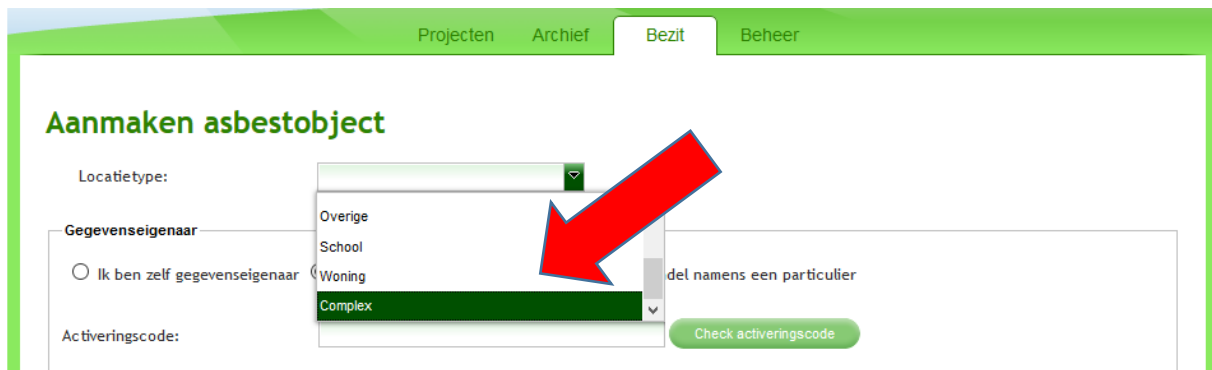 Projecten Archief Bezit Beheer
Aanmaken asbestobject
Locatietype:
Overige
Gegevenseigenaar
School
Ik ben zelf gegevenseigenaar
Woning
namens een particulier
Complex
Activeringscode:
Check activeringscode